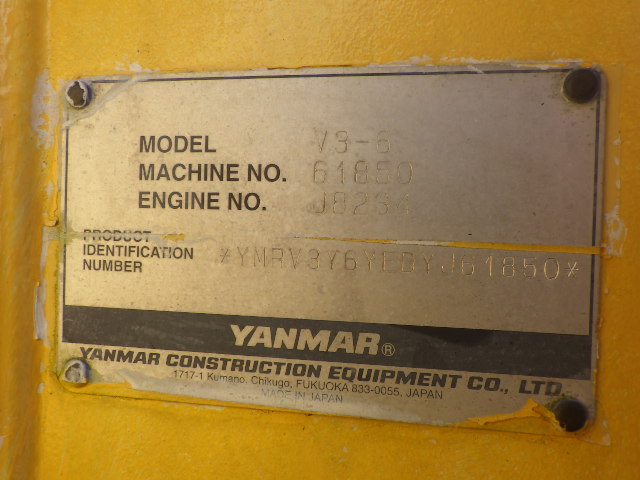 MODEL V3-6
MACHINE NO. 61850
ENGINE NO. J8234
PRODUCT
IDENTIFICATION
NUMBER
*YMRV3Y6YEBYJ61850*
YANMAR®
YANMAR CONSTRUCTION EQUIPMENT CO., LTD.
1717-1 Kumano, Chikugo, FUKUOKA 833-0055, JAPAN
MADE IN JAPAN